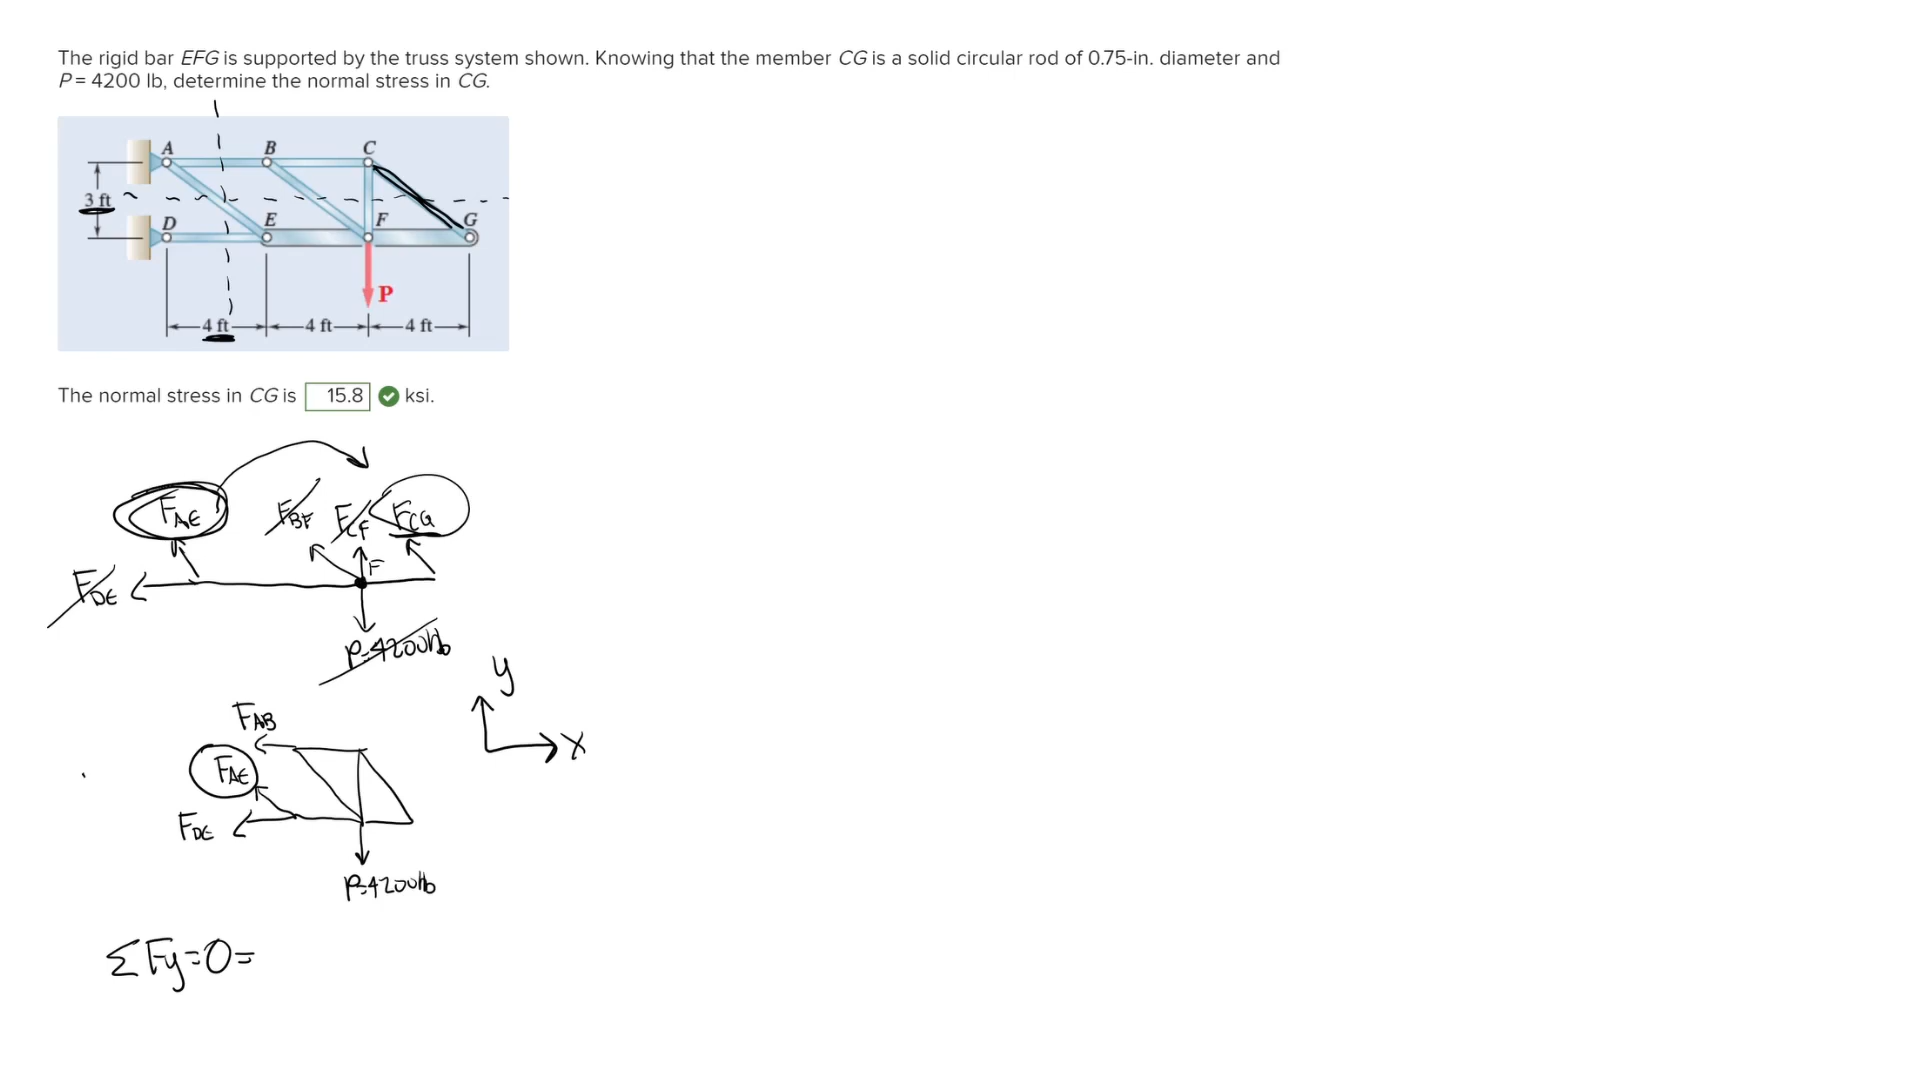 The rigid bar EFG is supported by the truss system shown. Knowing that the member CG is a solid circular rod of 0.75-in. diameter and
P = 4200 lb, determine the normal stress in CG.
A B C
3 ft
D E F G
P
4 ft 4 ft 4 ft
The normal stress in CG is 15.8 ksi.
FAE FBF FCF FCG
F
FDE
P=4200lb
y
x
FAB
FAE
FDE
P=4200lb
ΣFy=0=